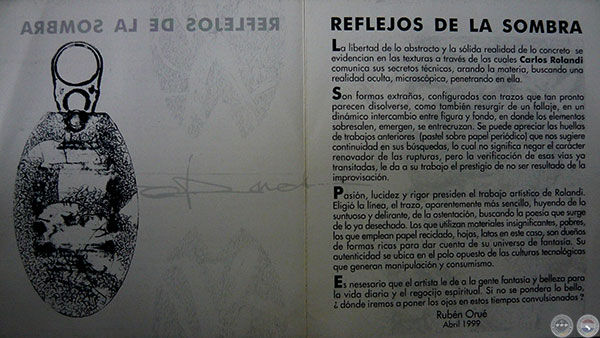 REFLEJOS DE LA SOMBRA
REFLEJOS DE LA SOMBRA
La libertad de lo abstracto y la sólida realidad de lo concreto se
evidencian en las texturas a través de las cuales Carlos Rolandi
comunica sus secretos técnicos, arando la materia, buscando una
realidad oculta, microscópica, penetrando en ella.
Son formas extrañas, configuradas con trazos que tan pronto
parecen disolverse, como también resurgir de un follaje, en un
dinámico intercambio entre figura y fondo, en donde los elementos
sobresalen, emergen, se entrecruzan. Se puede apreciar las huellas
de trabajos anteriores (pastel sobre papel periódico) que nos sugiere
continuidad en sus búsquedas, lo cual no significa negar el carácter
renovador de las rupturas, pero la verificación de esas vías ya
transitadas, le da a su trabajo el prestigio de no ser resultado de la
improvisación.
Pasión, lucidez y rigor presiden el trabajo artístico de Rolandi.
Eligió la línea, el trazo, aparentemente más sencillo, huyendo de lo
suntuoso y delirante, de la ostentación, buscando la poesía que surge
de lo ya desechado. Los que utilizan materiales insignificantes, pobres,
los que emplean papel reciclado, hojas, latas en este caso, son dueños
de formas ricas para dar cuenta de su universo de fantasía. Su
autenticidad se ubica en el polo opuesto de las culturas tecnológicas
que generan manipulación y consumismo.
Es nesesario que el artista le de a la gente fantasía y belleza para
la vida diaria y el regocijo espiritual. Si no se pondera lo bello,
¿ dónde iremos a poner los ojos en estos tiempos convulsionados ?
Rubén Orué
Abril 1999